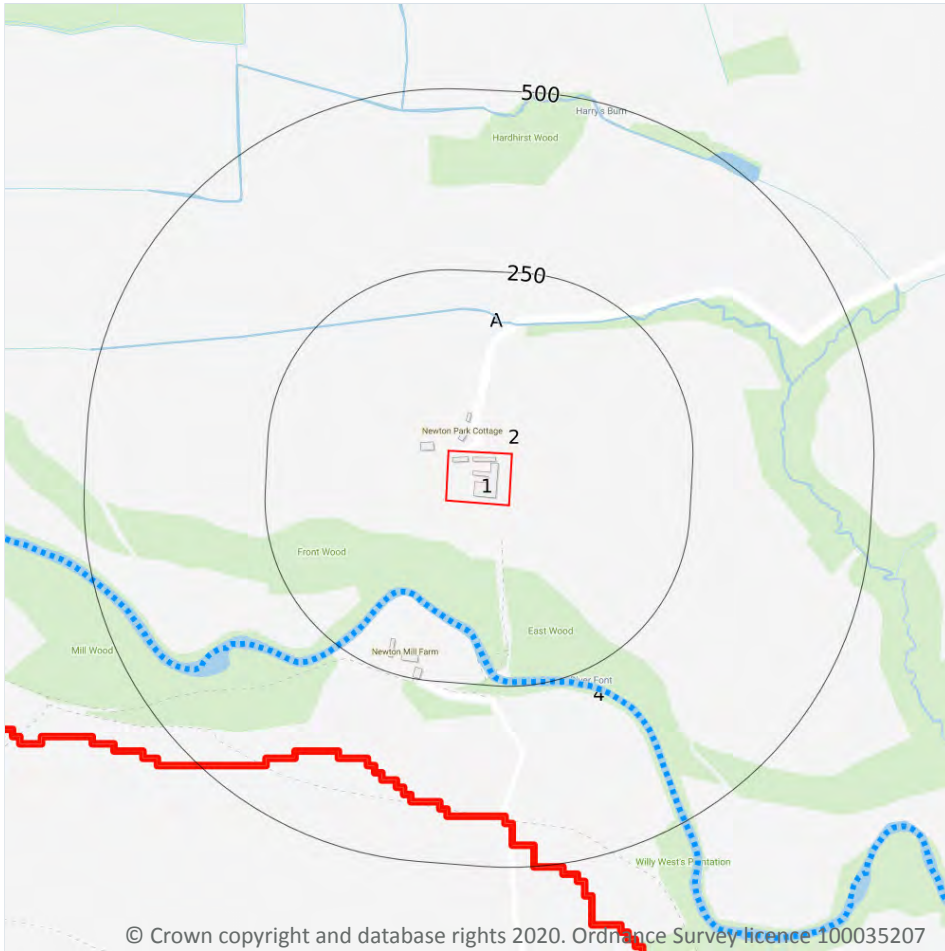 500
Harry's Burn
Hardhirst Wood
250
A
Newton Park Cottage
2
1
Front Wood
East Wood
Mill Wood
Newton Mill Farm
River Font
4
Willy West's Plantation
© Crown copyright and database rights 2020. Ordnance Survey licence 100035207